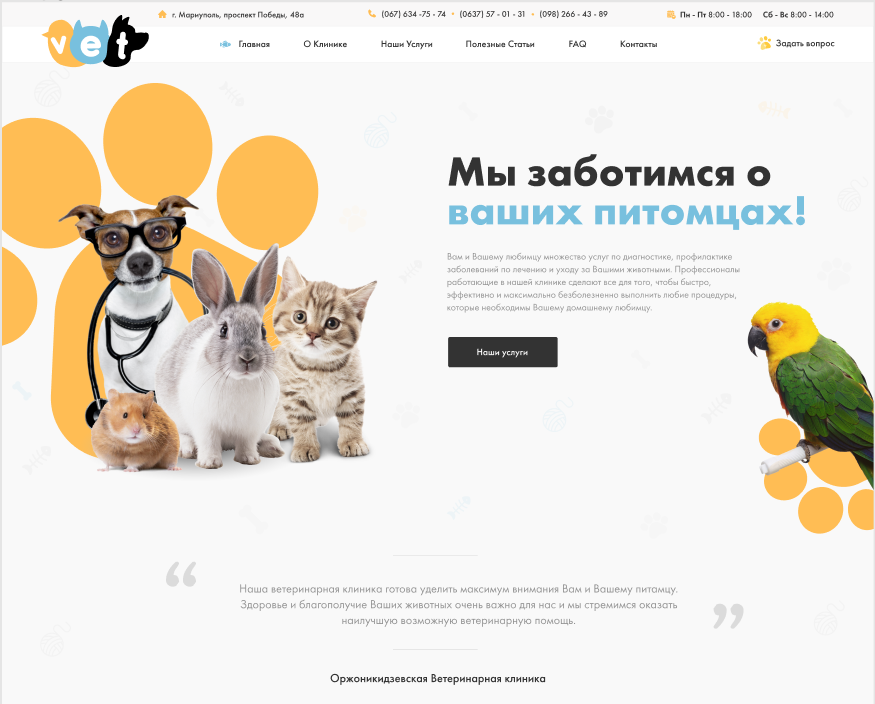 vet
г. Мариуполь, проспект Победы, 48а
(067) 634 -75 - 74 • (0637) 57 - 01 - 31 • (098) 266 - 43 - 89
Пн - Пт 8:00 - 18:00 Сб - Вс 8:00 - 14:00
Главная О Клинике Наши Услуги Полезные Статьи FAQ Контакты
Задать вопрос
Мы заботимся о
ваших питомцах!
Вам и Вашему любимцу множество услуг по диагностике, профилактике
заболеваний по лечению и уходу за Вашими животными. Профессионалы
работающие в нашей клинике сделают все для того, чтобы быстро,
эффективно и максимально безболезненно выполнить любие процедуры,
которые необходимы Вашему домашнему любимцу.
Наши услуги
“
Наша ветеринарная клиника готова уделить максимум внимания Вам и Вашему питамцу.
Здоровье и благополучие Ваших животных очень важно для нас и мы стремимся оказать
наилучшую возможную ветеринарную помощь.
”
Оржоникидзевская Ветеринарная клиника